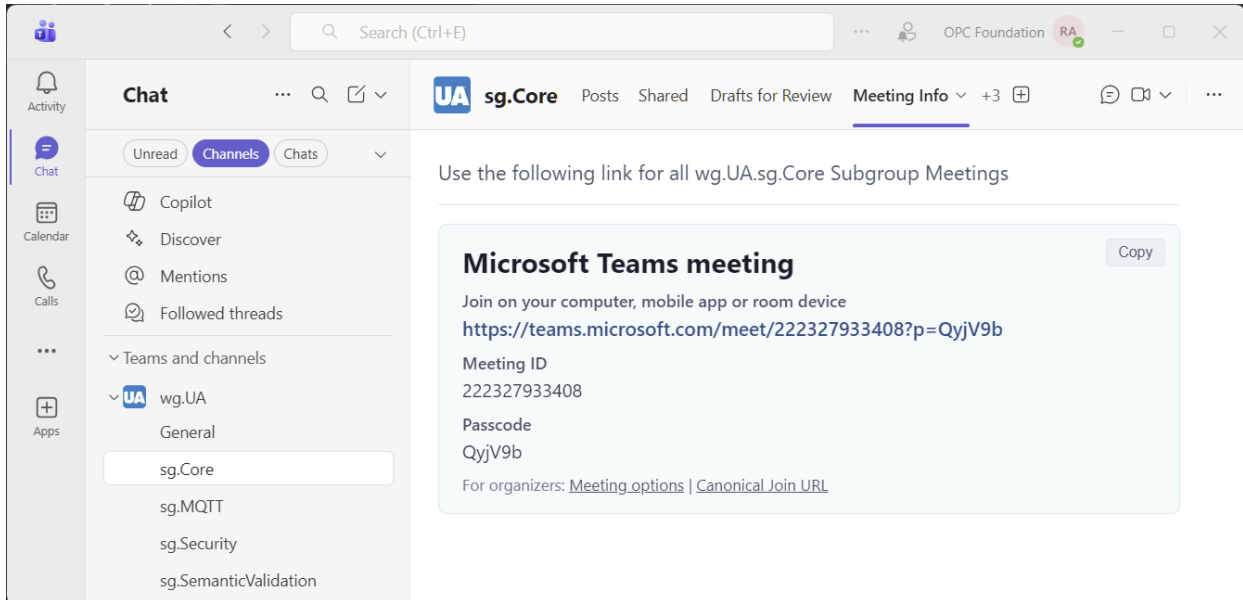 Search (Ctrl+E)
OPC Foundation RA
Activity
Chat
Calendar
Calls
Apps
Chat
Unread Channels Chats
Copilot
Discover
Mentions
Followed threads
Teams and channels
UA wg.UA
General
sg.Core
sg.MQTT
sg.Security
sg.SemanticValidation
UA sg.Core Posts Shared Drafts for Review Meeting Info +3
Use the following link for all wg.UA.sg.Core Subgroup Meetings
Microsoft Teams meeting
Copy
Join on your computer, mobile app or room device
https://teams.microsoft.com/meet/222327933408?p=QyjV9b
Meeting ID
222327933408
Passcode
QyjV9b
For organizers: Meeting options | Canonical Join URL